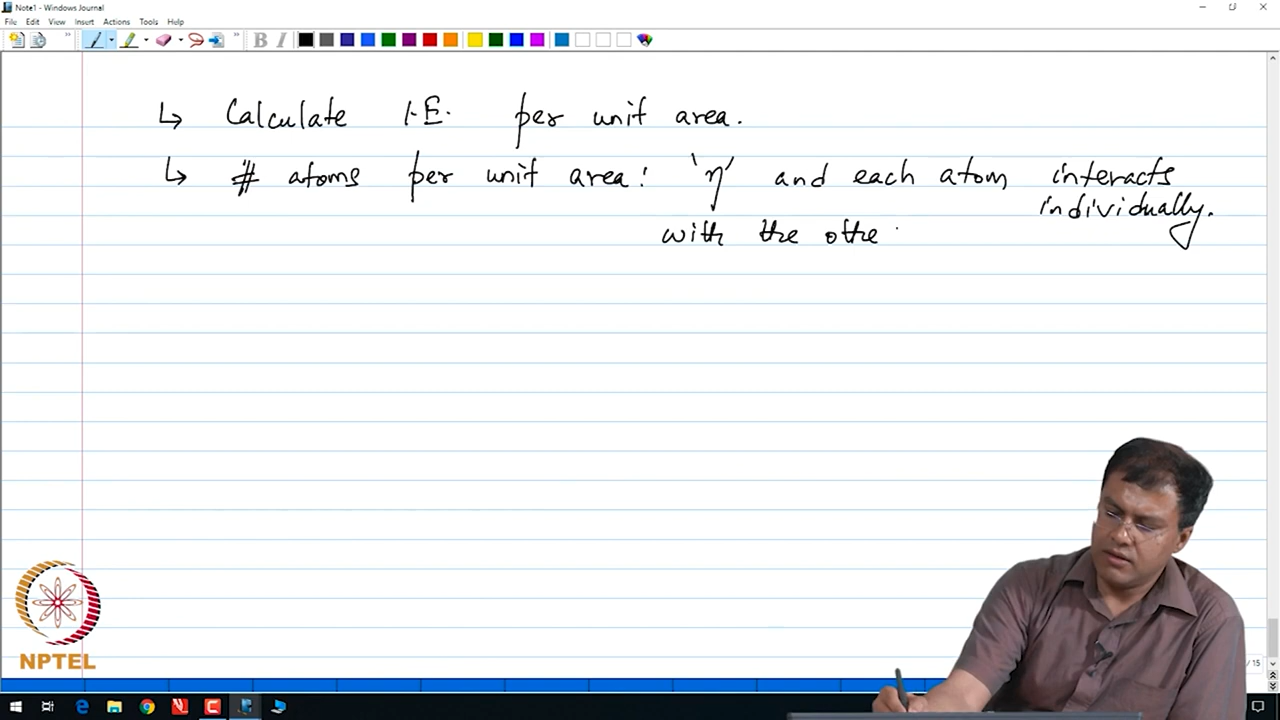 Note1 - Windows Journal
File Edit View Insert Actions Tools Help
B I
↳ Calculate I.E. per unit area.
↳ # atoms per unit area: 'η' and each atom interacts
individually.
with the othe
NPTEL
/ 15